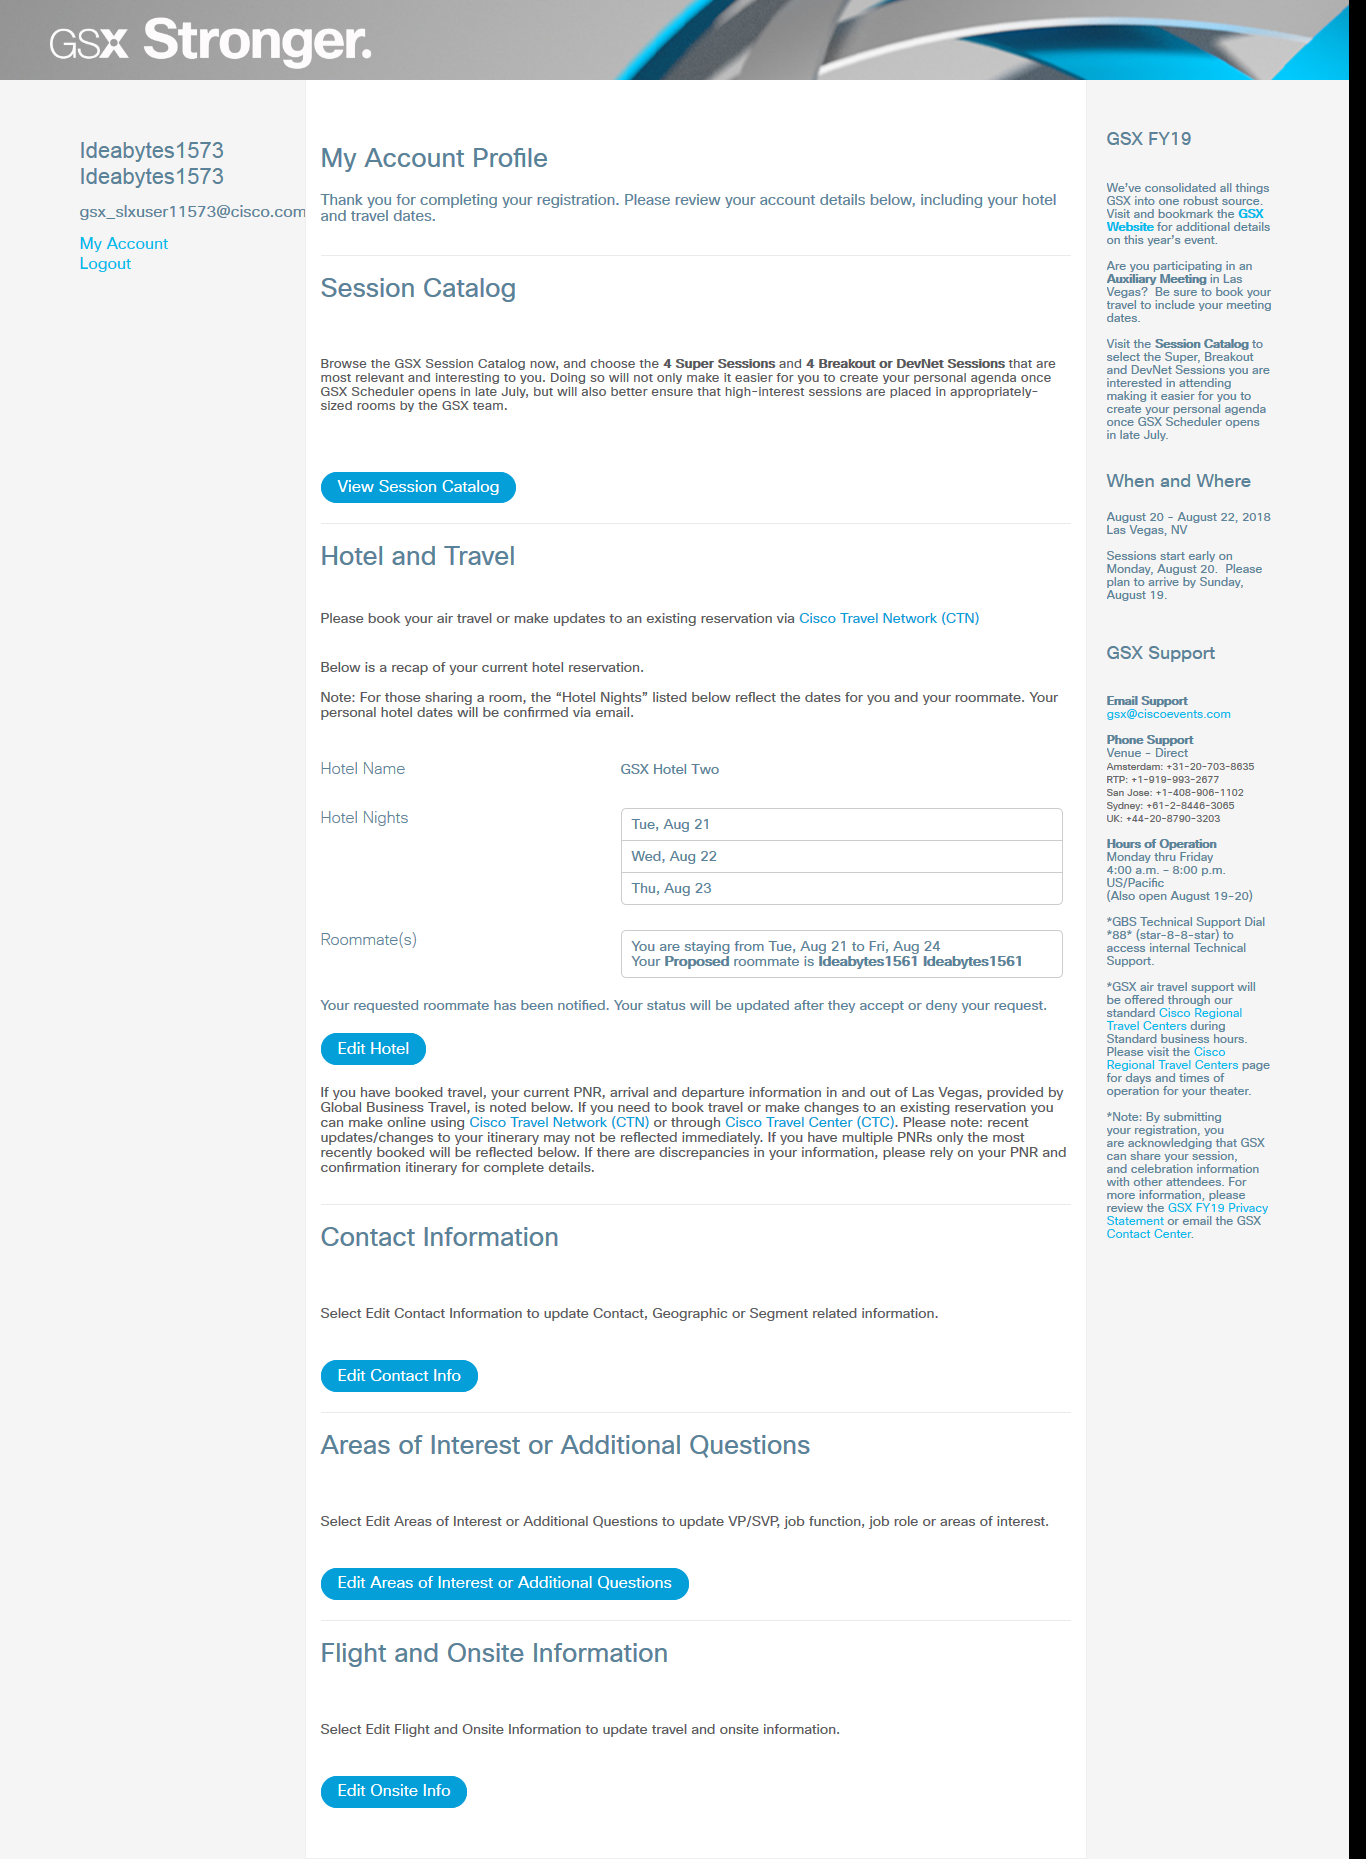 GSX Stronger.
Ideabytes1573
Ideabytes1573
gsx_slxuser11573@cisco.com
My Account
Logout
My Account Profile
Thank you for completing your registration. Please review your account details below, including your hotel
and travel dates.
Session Catalog
Browse the GSX Session Catalog now, and choose the 4 Super Sessions and 4 Breakout or DevNet Sessions that are
most relevant and interesting to you. Doing so will not only make it easier for you to create your personal agenda once
GSX Scheduler opens in late July, but will also better ensure that high-interest sessions are placed in appropriately-
sized rooms by the GSX team.
View Session Catalog
Hotel and Travel
Please book your air travel or make updates to an existing reservation via Cisco Travel Network (CTN)
Below is a recap of your current hotel reservation.
Note: For those sharing a room, the “Hotel Nights” listed below reflect the dates for you and your roommate. Your
personal hotel dates will be confirmed via email.
Hotel Name
GSX Hotel Two
Hotel Nights
Tue, Aug 21
Wed, Aug 22
Thu, Aug 23
Roommate(s)
You are staying from Tue, Aug 21 to Fri, Aug 24
Your Proposed roommate is Ideabytes1561 Ideabytes1561
Your requested roommate has been notified. Your status will be updated after they accept or deny your request.
Edit Hotel
If you have booked travel, your current PNR, arrival and departure information in and out of Las Vegas, provided by
Global Business Travel, is noted below. If you need to book travel or make changes to an existing reservation you
can make online using Cisco Travel Network (CTN) or through Cisco Travel Center (CTC). Please note: recent
updates/changes to your itinerary may not be reflected immediately. If you have multiple PNRs only the most
recently booked will be reflected below. If there are discrepancies in your information, please rely on your PNR and
confirmation itinerary for complete details.
Contact Information
Select Edit Contact Information to update Contact, Geographic or Segment related information.
Edit Contact Info
Areas of Interest or Additional Questions
Select Edit Areas of Interest or Additional Questions to update VP/SVP, job function, job role or areas of interest.
Edit Areas of Interest or Additional Questions
Flight and Onsite Information
Select Edit Flight and Onsite Information to update travel and onsite information.
Edit Onsite Info
GSX FY19
We’ve consolidated all things
GSX into one robust source.
Visit and bookmark the GSX
Website for additional details
on this year’s event.
Are you participating in an
Auxiliary Meeting in Las
Vegas?  Be sure to book your
travel to include your meeting
dates.
Visit the Session Catalog to
select the Super, Breakout
and DevNet Sessions you are
interested in attending
making it easier for you to
create your personal agenda
once GSX Scheduler opens
in late July.
When and Where
August 20 - August 22, 2018
Las Vegas, NV
Sessions start early on
Monday, August 20.  Please
plan to arrive by Sunday,
August 19.
GSX Support
Email Support
gsx@ciscoevents.com
Phone Support
Venue - Direct
Amsterdam: +31-20-703-8635
RTP: +1-919-993-2677
San Jose: +1-408-906-1102
Sydney: +61-2-8446-3065
UK: +44-20-8790-3203
Hours of Operation
Monday thru Friday
4:00 a.m. – 8:00 p.m.
US/Pacific
(Also open August 19-20)
*GBS Technical Support Dial
*88* (star-8-8-star) to
access internal Technical
Support.
*GSX air travel support will
be offered through our
standard Cisco Regional
Travel Centers during
Standard business hours.
Please visit the Cisco
Regional Travel Centers page
for days and times of
operation for your theater.
*Note: By submitting
your registration, you
are acknowledging that GSX
can share your session,
and celebration information
with other attendees. For
more information, please
review the GSX FY19 Privacy
Statement or email the GSX
Contact Center.